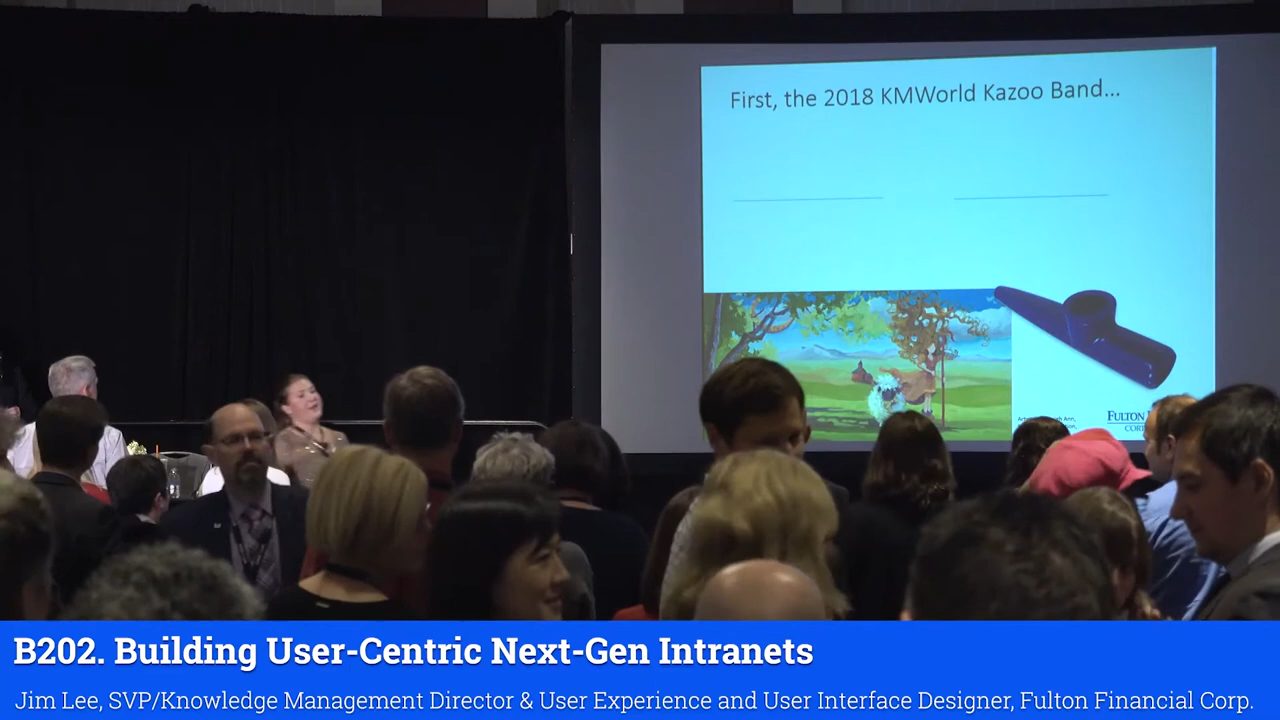 First, the 2018 KMWorld Kazoo Band...
FULTON
B202. Building User-Centric Next-Gen Intranets
Jim Lee, SVP/Knowledge Management Director & User Experience and User Interface Designer, Fulton Financial Corp.